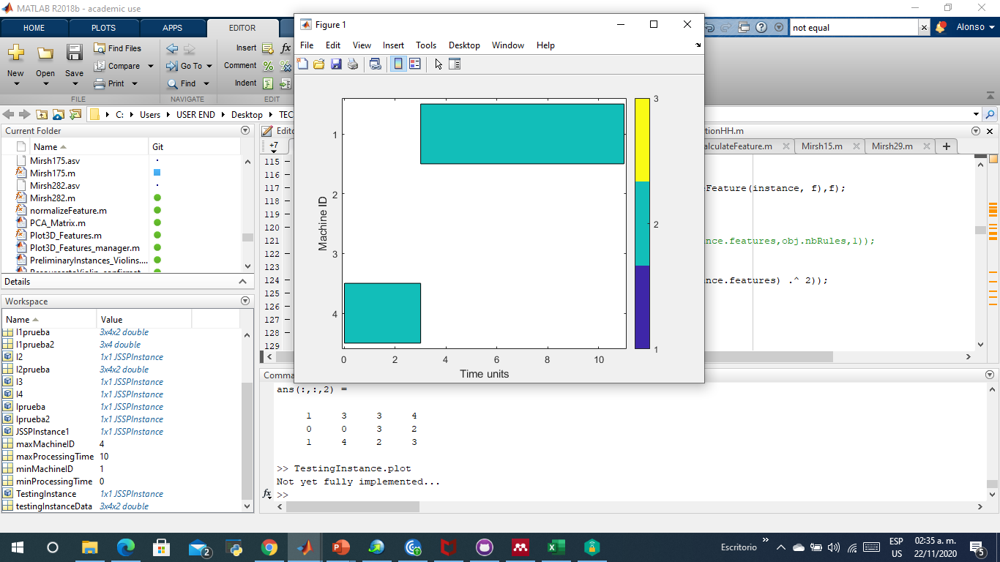 MATLAB R2018b - academic use
HOME PLOTS APPS EDITOR
not equal
Alonso
New Open Save
Find Files
Compare
Print
FILE
Go To
Find
NAVIGATE
Insert
Comment
Indent
EDIT
C: Users USER END Desktop TEC
Current Folder
Name Git
Mirsh175.asv
Mirsh175.m
Mirsh282.asv
Mirsh282.m
normalizeFeature.m
PCA_Matrix.m
Plot3D_Features.m
Plot3D_Features_manager.m
PreliminaryInstances_Violins....
Details
Workspace
Name Value
I1prueba 3x4x2 double
I1prueba2 3x4 double
I2 1x1 JSSPInstance
I2prueba 3x4x2 double
I3 1x1 JSSPInstance
I4 1x1 JSSPInstance
Iprueba 1x1 JSSPInstance
Iprueba2 1x1 JSSPInstance
JSSPInstance1 1x1 JSSPInstance
maxMachineID 4
maxProcessingTime 10
minMachineID 1
minProcessingTime 0
TestingInstance 1x1 JSSPInstance
testingInstanceData 3x4x2 double
Figure 1
File Edit View Insert Tools Desktop Window Help
Machine ID
1
2
3
4
0 2 4 6 8 10
Time units
3
2
1
Edito
ctionHH.m
+7
alculateFeature.m Mirsh15.m Mirsh29.m
115
116
117 eFeature(instance, f),f);
118
119
120
121 nce.features,obj.nbRules,1));
122
123
124 nce.features) .^ 2));
125
126
127
128
129
Comma
ans(:,:,2) =
1 3 3 4
0 0 3 2
1 4 2 3
>> TestingInstance.plot
Not yet fully implemented...
fx >>
Escritorio
ESP
US
02:35 a. m.
22/11/2020
2
5